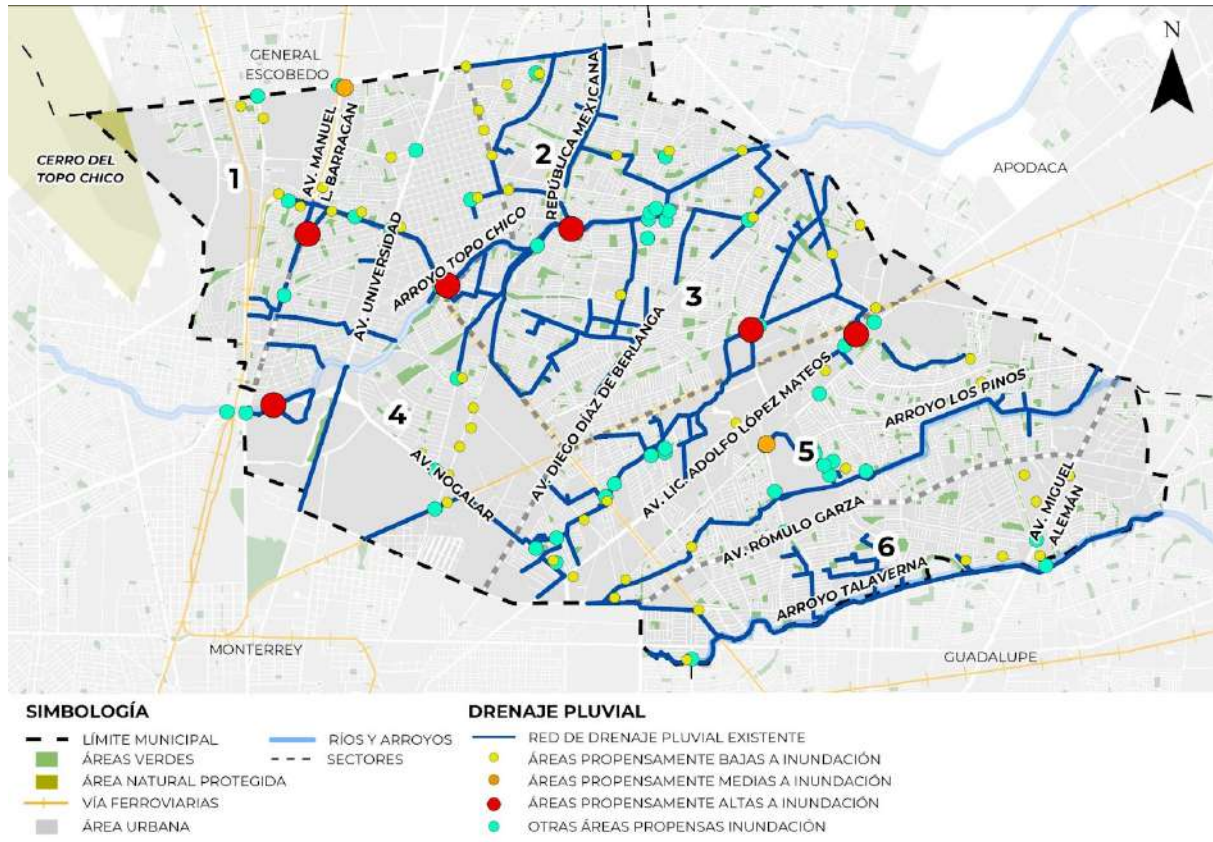 N
GENERAL
ESCOBEDO
CERRO DEL
TOPO CHICO
1
AV. MANUEL
L. BARRAGÁN
2
REPÚBLICA MEXICANA
APODACA
AV. UNIVERSIDAD
ARROYO TOPO CHICO
3
AV. DIEGO DÍAZ DE BERLANGA
AV. LIC. ADOLFO LÓPEZ MATEOS
ARROYO LOS PINOS
4
AV. NOGALAR
5
AV. RÓMULO GARZA
AV. MIGUEL
ALEMÁN
6
ARROYO TALAVERNA
MONTERREY
GUADALUPE
SIMBOLOGÍA
LÍMITE MUNICIPAL
ÁREAS VERDES
ÁREA NATURAL PROTEGIDA
VÍA FERROVIARIAS
ÁREA URBANA
RÍOS Y ARROYOS
SECTORES
DRENAJE PLUVIAL
RED DE DRENAJE PLUVIAL EXISTENTE
ÁREAS PROPENSAMENTE BAJAS A INUNDACIÓN
ÁREAS PROPENSAMENTE MEDIAS A INUNDACIÓN
ÁREAS PROPENSAMENTE ALTAS A INUNDACIÓN
OTRAS ÁREAS PROPENSAS INUNDACIÓN